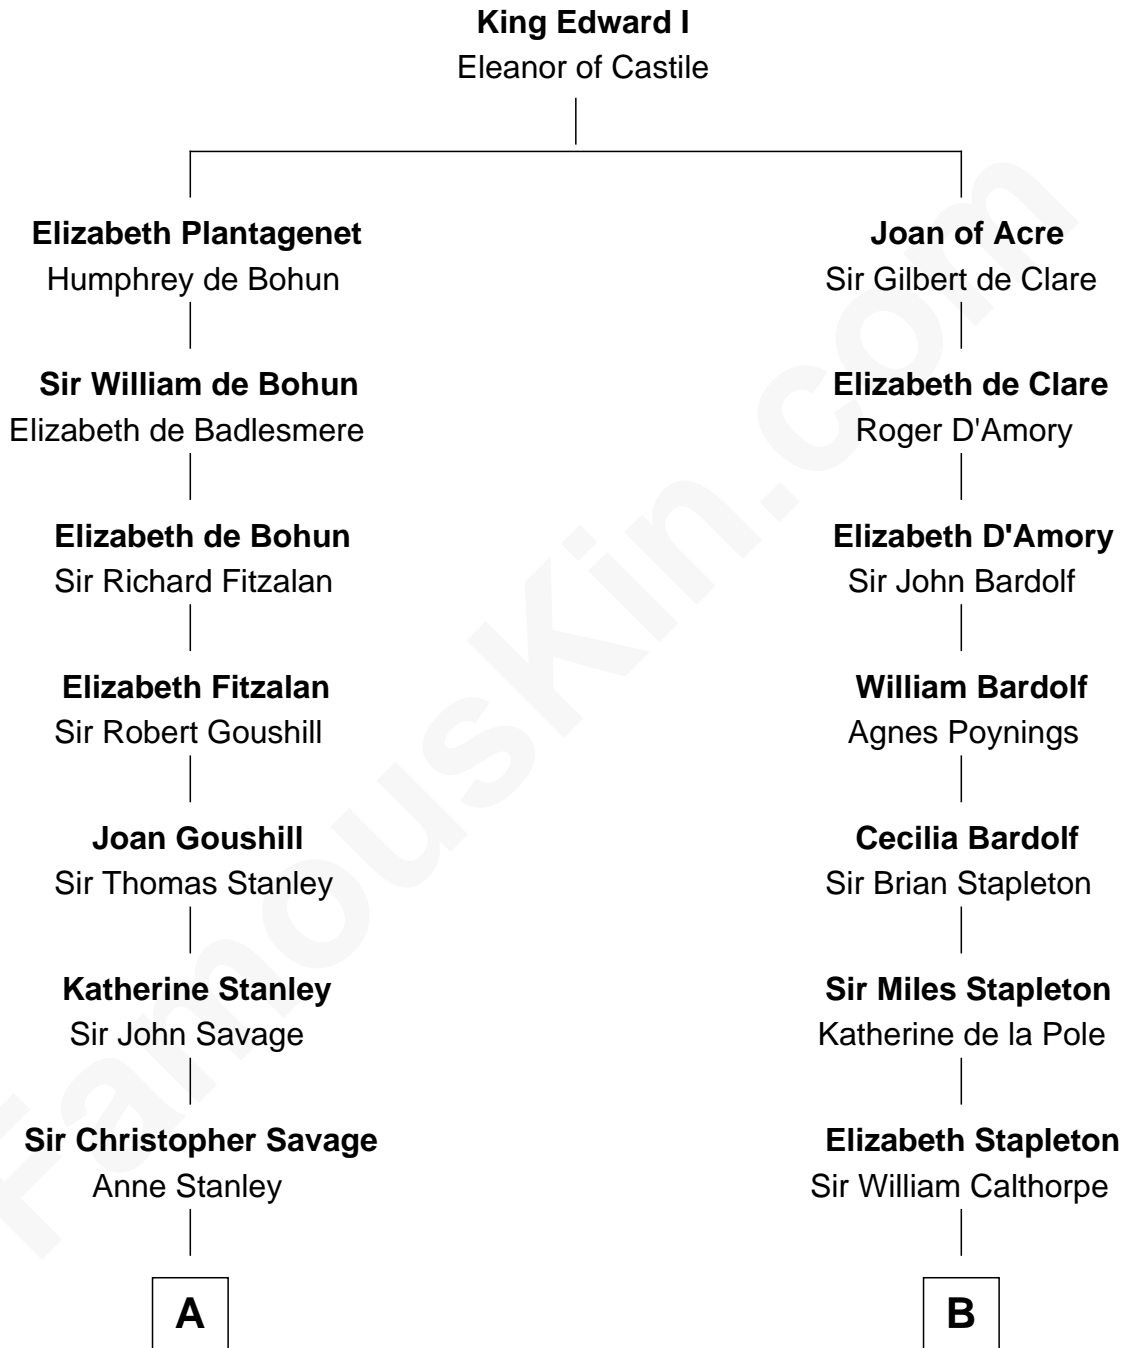 King Edward I
Eleanor of Castile
Elizabeth Plantagenet
Humphrey de Bohun
Sir William de Bohun
Elizabeth de Badlesmere
Elizabeth de Bohun
Sir Richard Fitzalan
Elizabeth Fitzalan
Sir Robert Goushill
Joan Goushill
Sir Thomas Stanley
Katherine Stanley
Sir John Savage
Sir Christopher Savage
Anne Stanley
A
Joan of Acre
Sir Gilbert de Clare
Elizabeth de Clare
Roger D'Amory
Elizabeth D'Amory
Sir John Bardolf
William Bardolf
Agnes Poynings
Cecilia Bardolf
Sir Brian Stapleton
Sir Miles Stapleton
Katherine de la Pole
Elizabeth Stapleton
Sir William Calthorpe
B
FamousKin.com